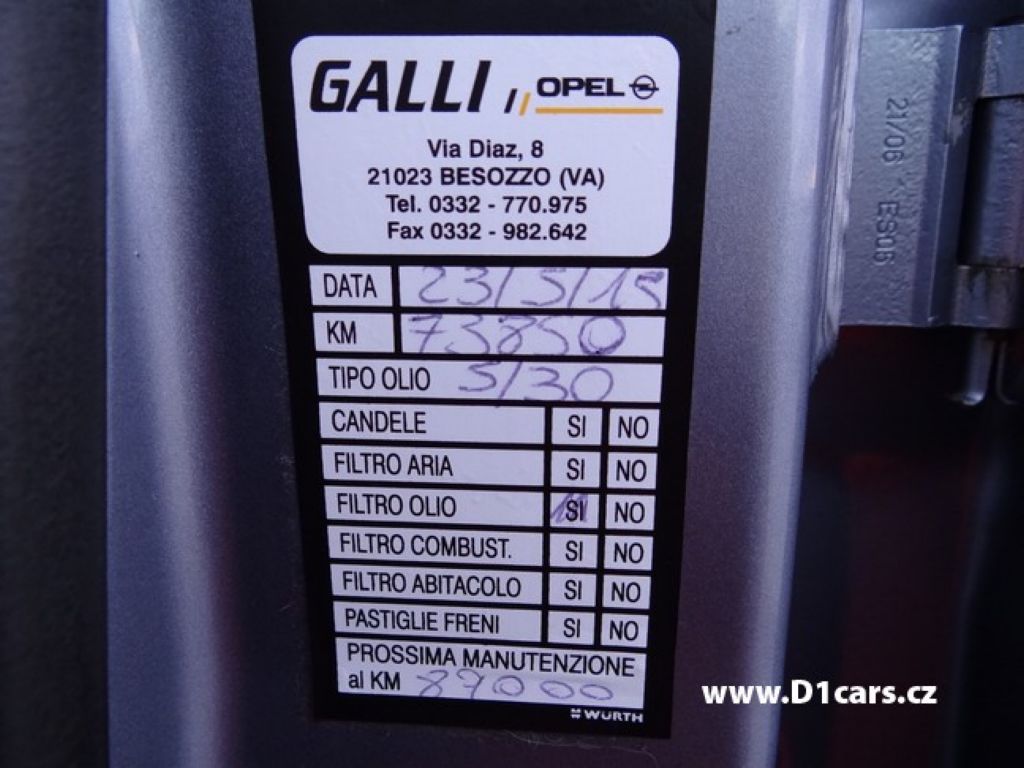 GALLI // OPEL
Via Diaz, 8
21023 BESOZZO (VA)
Tel. 0332 - 770.975
Fax 0332 - 982.642
DATA 23/5/15
KM 73850
TIPO OLIO 5/30
CANDELE SI NO
FILTRO ARIA SI NO
FILTRO OLIO SI NO
FILTRO COMBUST. SI NO
FILTRO ABITACOLO SI NO
PASTIGLIE FRENI SI NO
PROSSIMA MANUTENZIONE
al KM 87000
WÜRTH
21/06 ES06
www.D1cars.cz